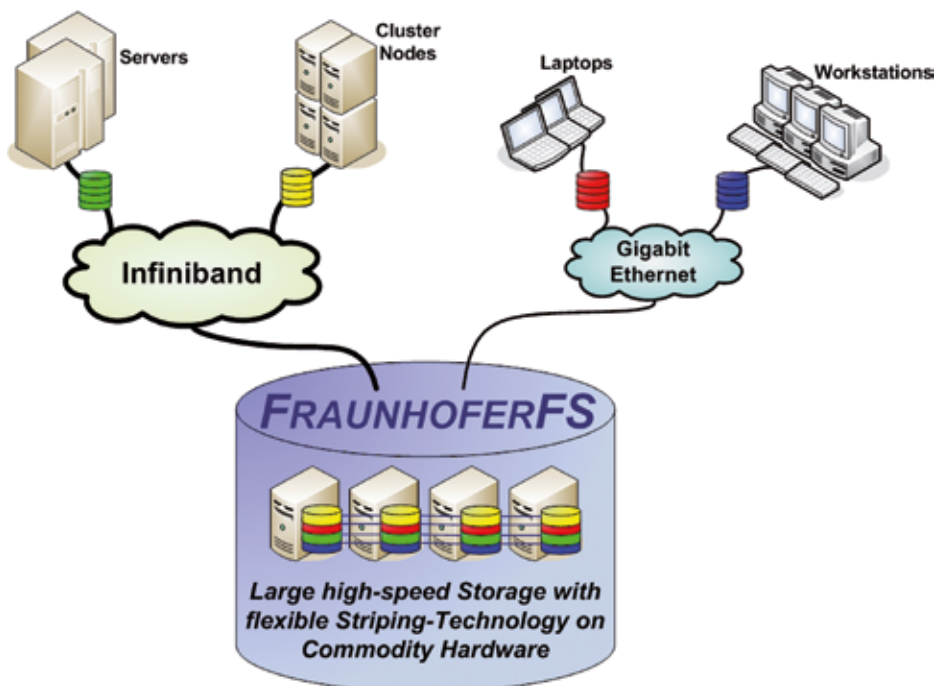 Servers
Cluster
Nodes
Laptops
Workstations
Infiniband
Gigabit
Ethernet
FRAUNHOFERFS
Large high-speed Storage with
flexible Striping-Technology on
Commodity Hardware